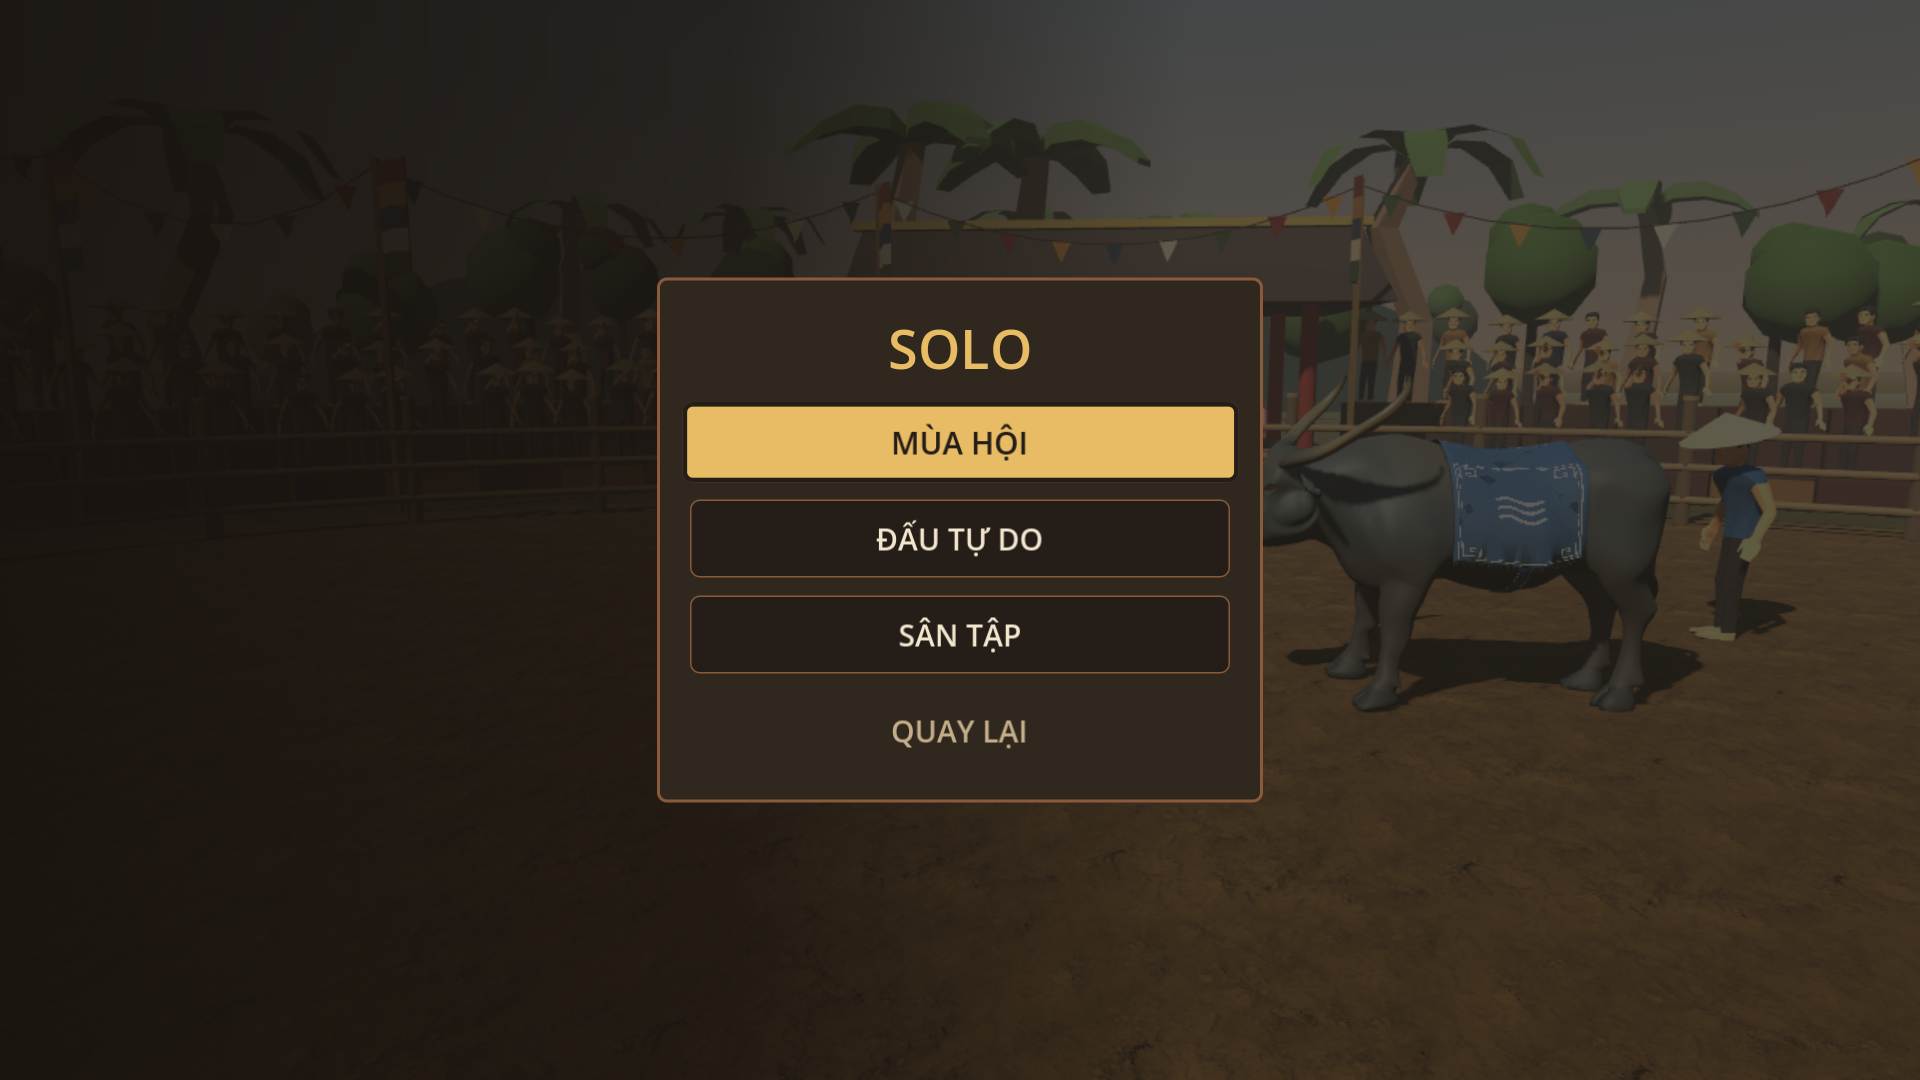 SOLO
MÙA HỘI
ĐẤU TỰ DO
SÂN TẬP
QUAY LẠI